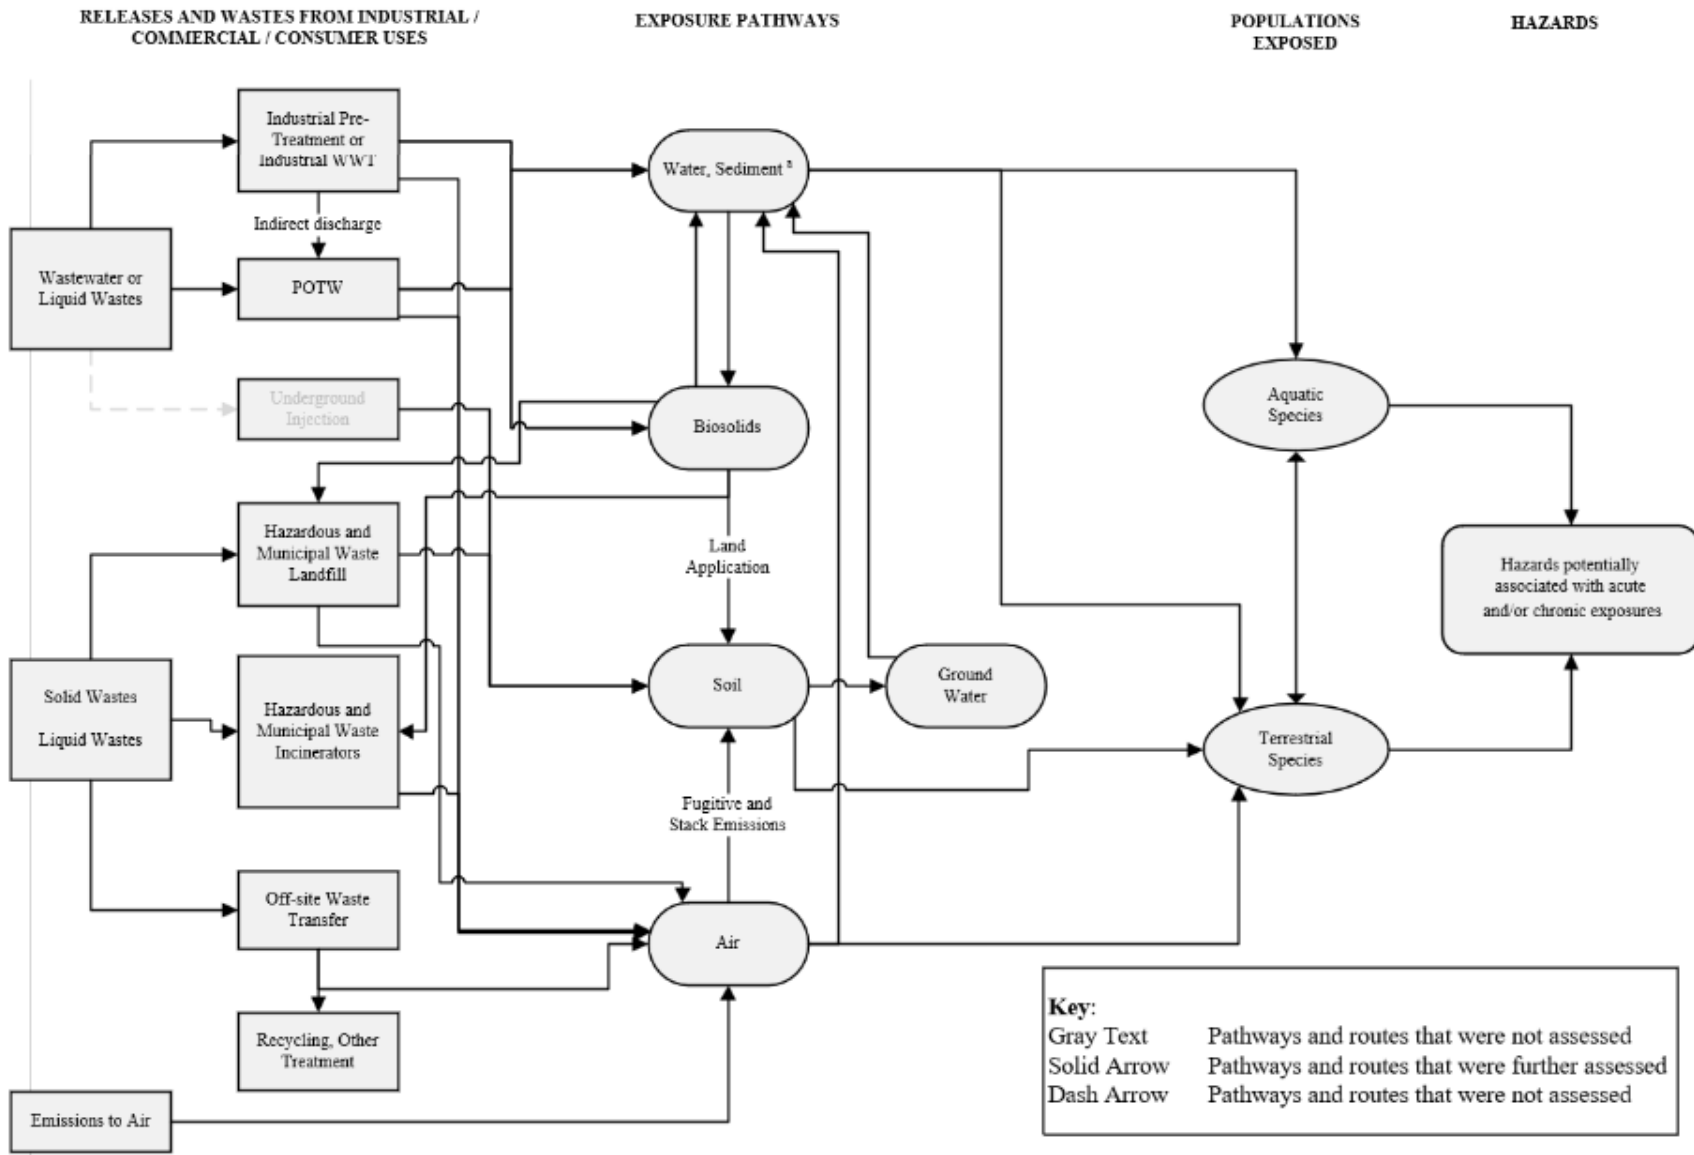 RELEASES AND WASTES FROM INDUSTRIAL /
COMMERCIAL / CONSUMER USES
EXPOSURE PATHWAYS
POPULATIONS
EXPOSED
HAZARDS
Industrial Pre-
Treatment or
Industrial WWT
Water, Sediment ª
Indirect discharge
Wastewater or
Liquid Wastes
POTW
Underground
Injection
Biosolids
Aquatic
Species
Hazardous and
Municipal Waste
Landfill
Land
Application
Hazards potentially
associated with acute
and/or chronic exposures
Solid Wastes
Liquid Wastes
Hazardous and
Municipal Waste
Incinerators
Soil
Ground
Water
Terrestrial
Species
Fugitive and
Stack Emissions
Off-site Waste
Transfer
Air
Recycling, Other
Treatment
Emissions to Air
Key:
Gray Text Pathways and routes that were not assessed
Solid Arrow Pathways and routes that were further assessed
Dash Arrow Pathways and routes that were not assessed